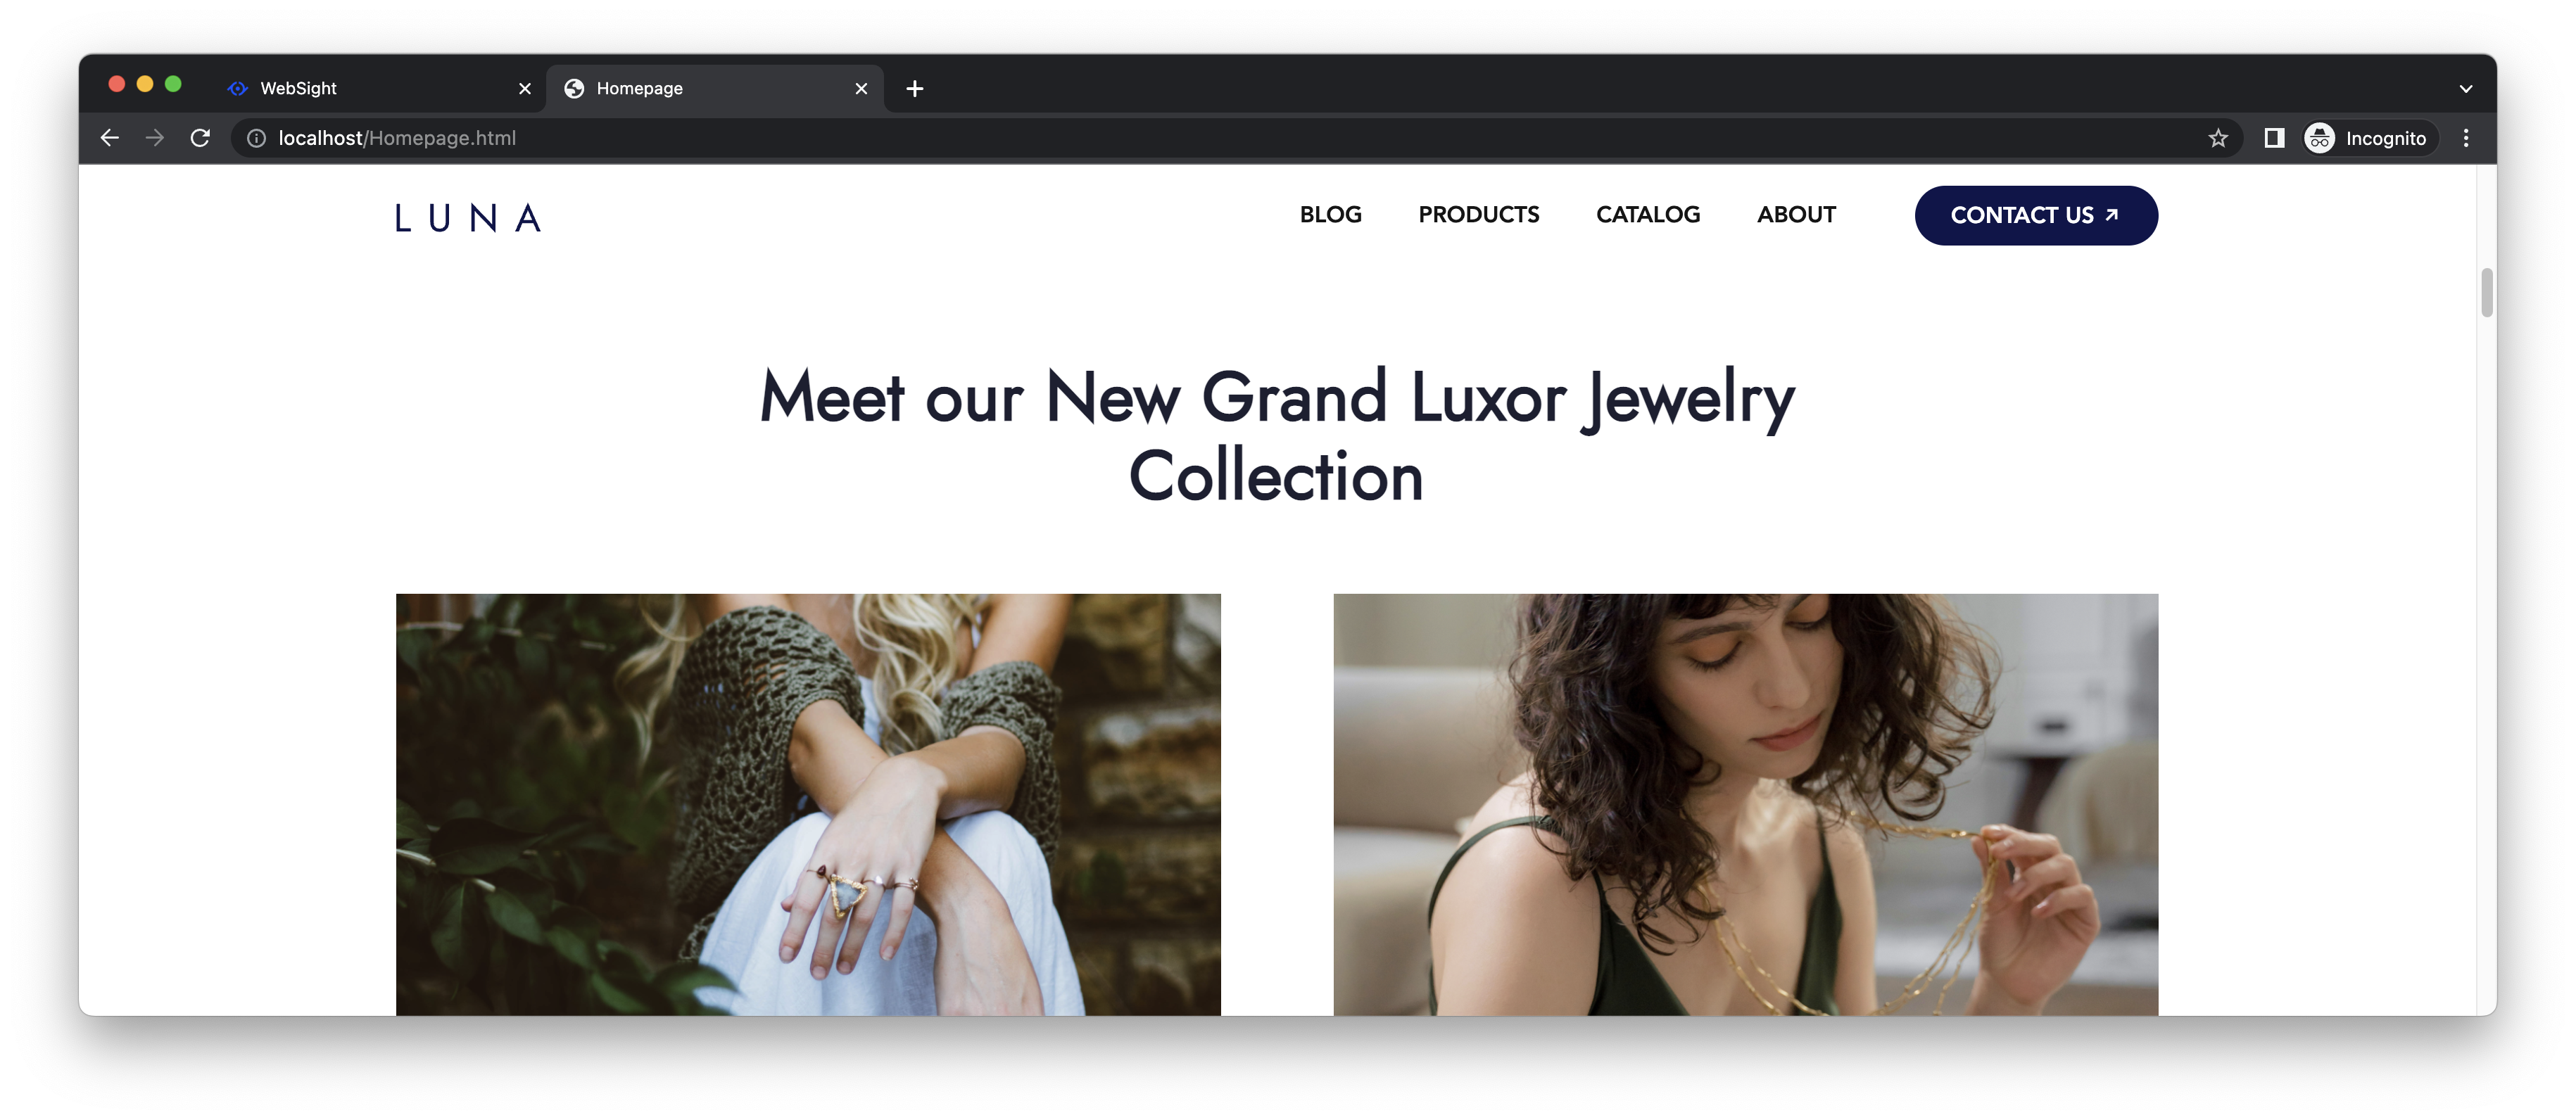 WebSight
Homepage
localhost/Homepage.html
Incognito
LUNA
BLOG
PRODUCTS
CATALOG
ABOUT
CONTACT US
Meet our New Grand Luxor Jewelry
Collection